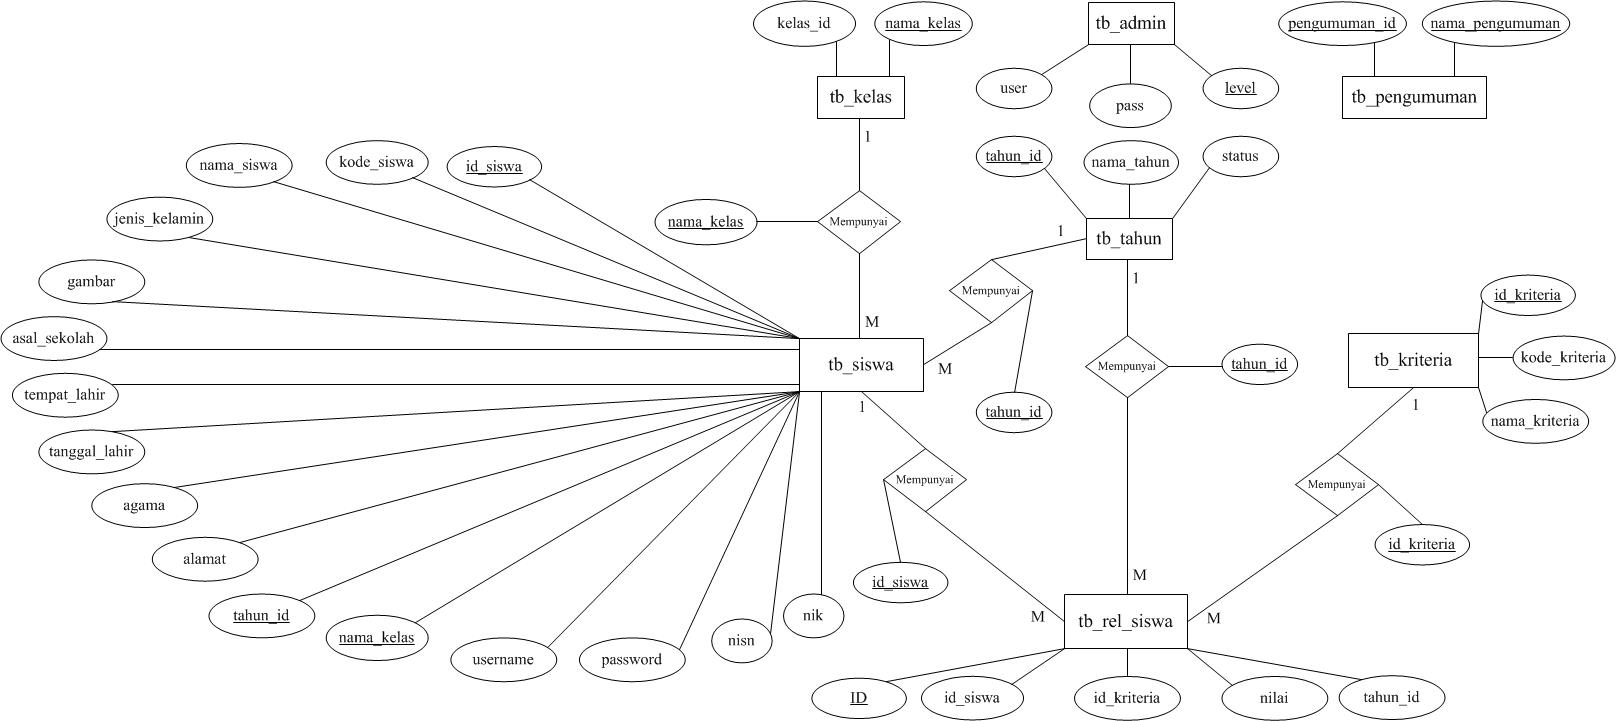 kelas_id
nama_kelas
tb_admin
pengumuman_id
nama_pengumuman
tb_kelas
user
pass
level
tb_pengumuman
1
nama_siswa
kode_siswa
id_siswa
tahun_id
nama_tahun
status
jenis_kelamin
nama_kelas
Mempunyai
1
tb_tahun
gambar
Mempunyai
1
id_kriteria
asal_sekolah
M
tb_siswa
M
Mempunyai
tahun_id
tb_kriteria
kode_kriteria
tempat_lahir
1
tahun_id
1
nama_kriteria
tanggal_lahir
Mempunyai
Mempunyai
agama
id_kriteria
alamat
id_siswa
M
tahun_id
nama_kelas
nisn
nik
M
tb_rel_siswa
M
username
password
ID
id_siswa
id_kriteria
nilai
tahun_id